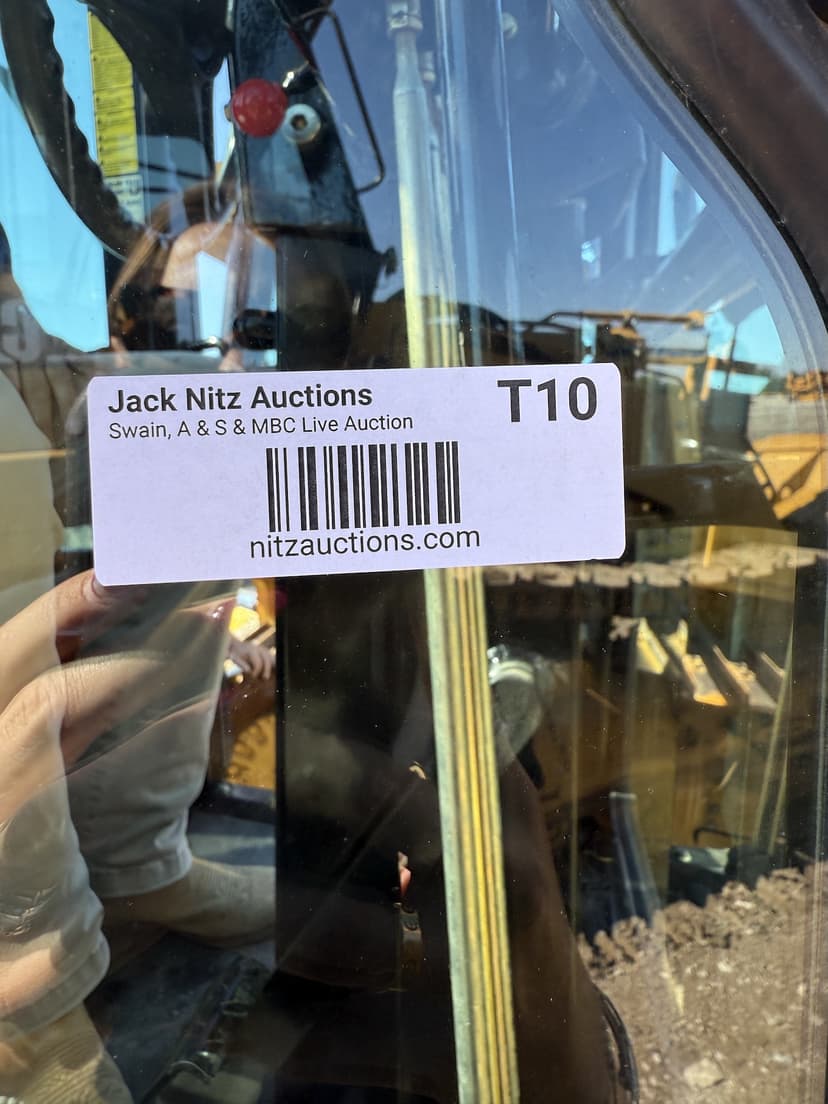 Jack Nitz Auctions
T10
Swain, A & S & MBC Live Auction
nitzauctions.com